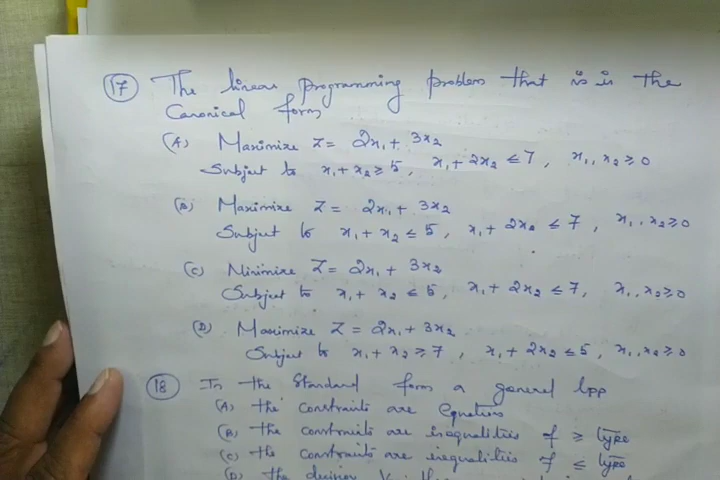 17 The linear programming problem that is in the
Canonical form
(A) Maximize Z = 2x₁ + 3x₂
Subject to x₁ + x₂ ≥ 5, x₁ + 2x₂ ≤ 7, x₁, x₂ ≥ 0
(B) Maximize Z = 2x₁ + 3x₂
Subject to x₁ + x₂ ≤ 5, x₁ + 2x₂ ≤ 7, x₁, x₂ ≥ 0
(C) Minimize Z = 2x₁ + 3x₂
Subject to x₁ + x₂ ≤ 5, x₁ + 2x₂ ≤ 7, x₁, x₂ ≥ 0
(D) Maximize Z = 2x₁ + 3x₂
Subject to x₁ + x₂ ≥ 7, x₁ + 2x₂ ≤ 5, x₁, x₂ ≥ 0
18 In the Standard form a general lpp
(A) the constraints are Equations
(B) the constraints are inequalities of ≥ type
(C) the constraints are inequalities of ≤ type
(D) the decision